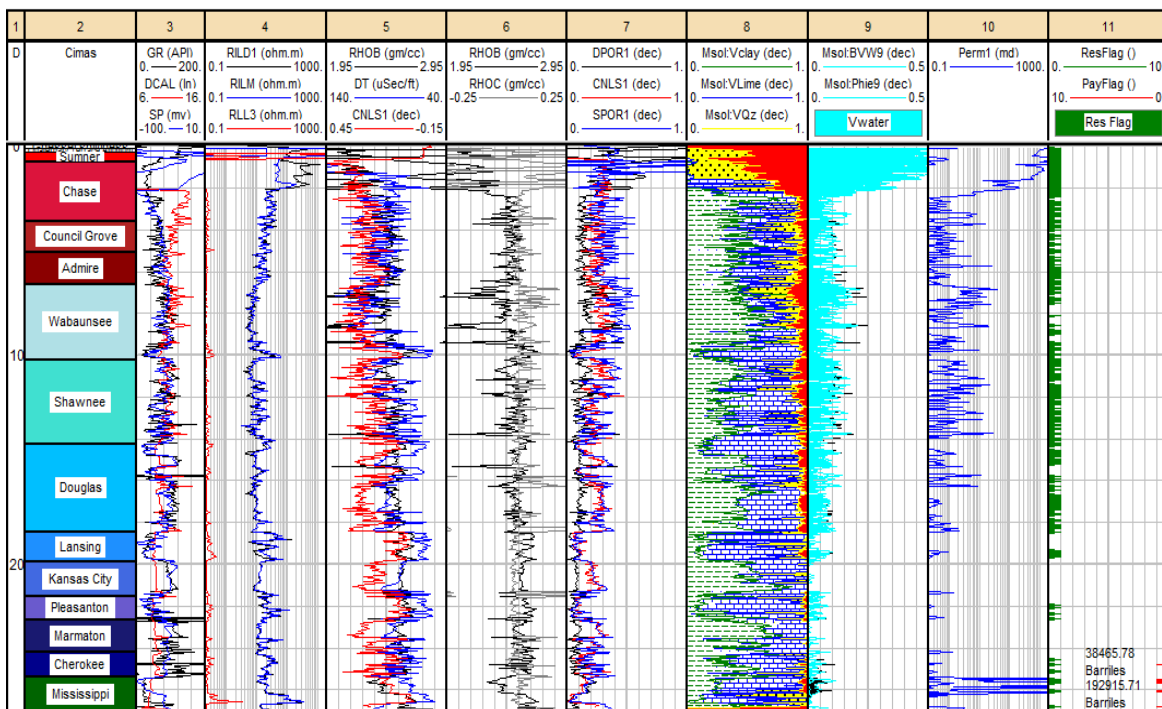 1 2 3 4 5 6 7 8 9 10 11
D Cimas GR (API) RILD1 (ohm.m) RHOB (gm/cc) RHOB (gm/cc) DPOR1 (dec) Msol:Vclay (dec) Msol:BVW9 (dec) Perm1 (md) ResFlag ()
0. 200. 0.1 1000. 1.95 2.95 1.95 2.95 0. 1. 0. 1. 0. 0.5 0.1 1000. 0. 10
DCAL (In) RILM (ohm.m) DT (uSec/ft) RHOC (gm/cc) CNLS1 (dec) Msol:VLime (dec) Msol:Phie9 (dec) PayFlag ()
6. 16. 0.1 1000. 140. 40. -0.25 0.25 0. 1. 0. 1. 0. 0.5 10. 0
SP (mv) RLL3 (ohm.m) CNLS1 (dec) SPOR1 (dec) Msol:VQz (dec) Vwater Res Flag
-100. 10. 0.1 1000. 0.45 -0.15 0. 1. 0. 1.
0
Sumner
Chase
Council Grove
Admire
Wabaunsee
10
Shawnee
Douglas
Lansing
20
Kansas City
Pleasanton
Marmaton
Cherokee
38465.78
Barriles
Mississippi
192915.71
Barriles